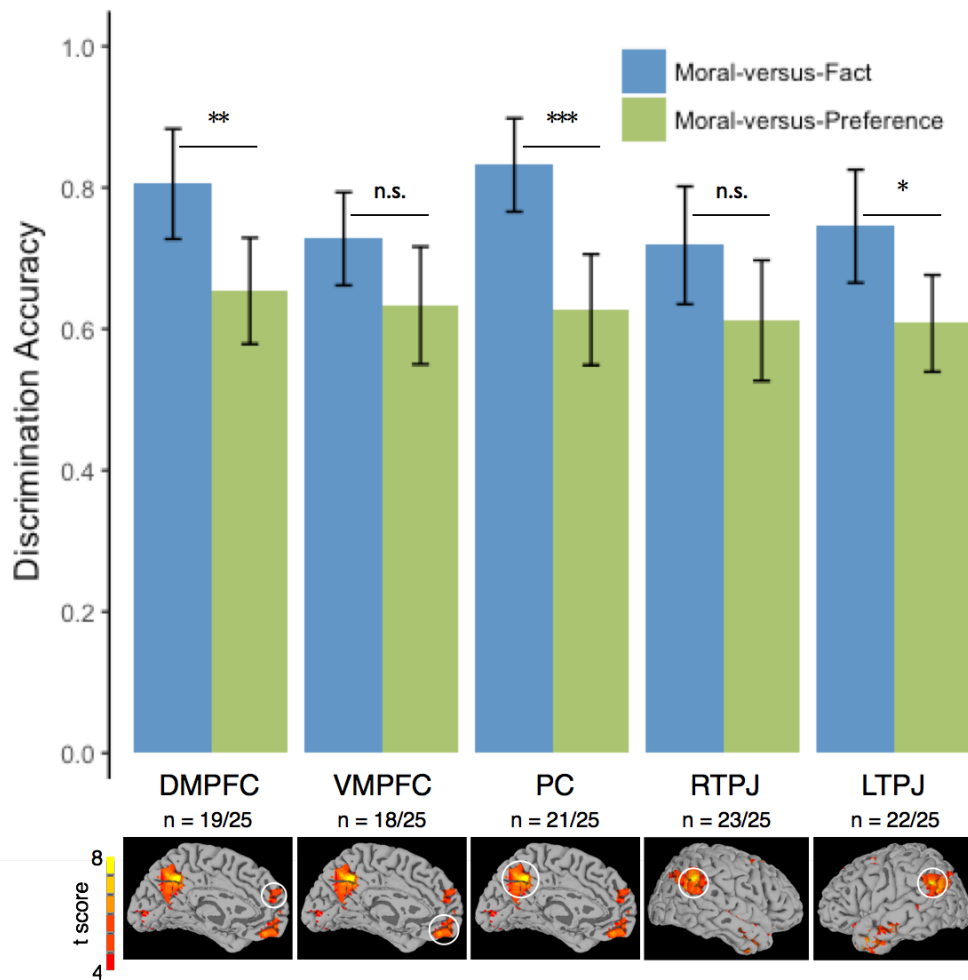 Discrimination Accuracy
1.0
0.8
0.6
0.4
0.2
0.0
Moral-versus-Fact
Moral-versus-Preference
**
n.s.
***
n.s.
*
DMPFC VMPFC PC RTPJ LTPJ
n = 19/25 n = 18/25 n = 21/25 n = 23/25 n = 22/25
t score
8
4